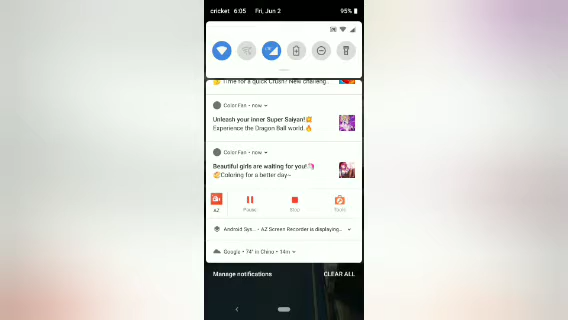 cricket 6:05 Fri, Jun 2 95%
Time for a quick Crush? New challeng..
Color Fan • now
Unleash your inner Super Saiyan!💥
Experience the Dragon Ball world.🔥
Color Fan • now
Beautiful girls are waiting for you!🦄
🤗Coloring for a better day~
AZ Pause Stop Tools
Android Sys... • AZ Screen Recorder is displaying..
Google • 74° in Chino • 14m
Manage notifications CLEAR ALL